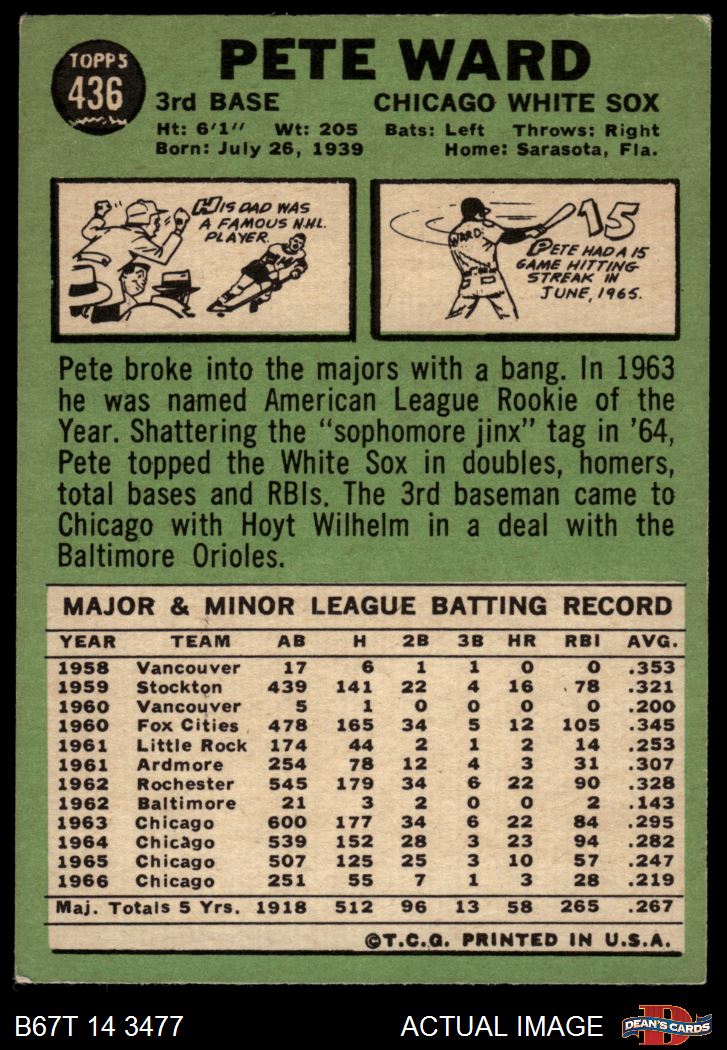 TOPPS
436
PETE WARD
3rd BASE CHICAGO WHITE SOX
Ht: 6'1" Wt: 205 Bats: Left Throws: Right
Born: July 26, 1939 Home: Sarasota, Fla.
HIS DAD WAS
A FAMOUS N.H.L.
PLAYER.
15
WARD
PETE HAD A 15
GAME HITTING
STREAK IN
JUNE, 1965.
Pete broke into the majors with a bang. In 1963
he was named American League Rookie of the
Year. Shattering the "sophomore jinx" tag in '64,
Pete topped the White Sox in doubles, homers,
total bases and RBIs. The 3rd baseman came to
Chicago with Hoyt Wilhelm in a deal with the
Baltimore Orioles.
MAJOR & MINOR LEAGUE BATTING RECORD
YEAR TEAM AB H 2B 3B HR RBI AVG.
1958 Vancouver 17 6 1 1 0 0 .353
1959 Stockton 439 141 22 4 16 78 .321
1960 Vancouver 5 1 0 0 0 0 .200
1960 Fox Cities 478 165 34 5 12 105 .345
1961 Little Rock 174 44 2 1 2 14 .253
1961 Ardmore 254 78 12 4 3 31 .307
1962 Rochester 545 179 34 6 22 90 .328
1962 Baltimore 21 3 2 0 0 2 .143
1963 Chicago 600 177 34 6 22 84 .295
1964 Chicago 539 152 28 3 23 94 .282
1965 Chicago 507 125 25 3 10 57 .247
1966 Chicago 251 55 7 1 3 28 .219
Maj. Totals 5 Yrs. 1918 512 96 13 58 265 .267
©T.C.G. PRINTED IN U.S.A.
B67T 14 3477 ACTUAL IMAGE
D
DEAN'S CARDS